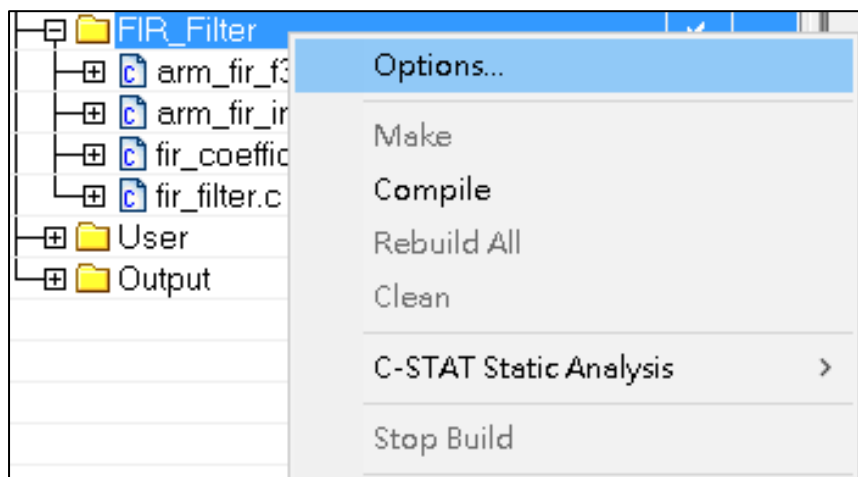 FIR_Filter
arm_fir_f3
arm_fir_ir
fir_coeffic
fir_filter.c
User
Output
Options...
Make
Compile
Rebuild All
Clean
C-STAT Static Analysis
Stop Build